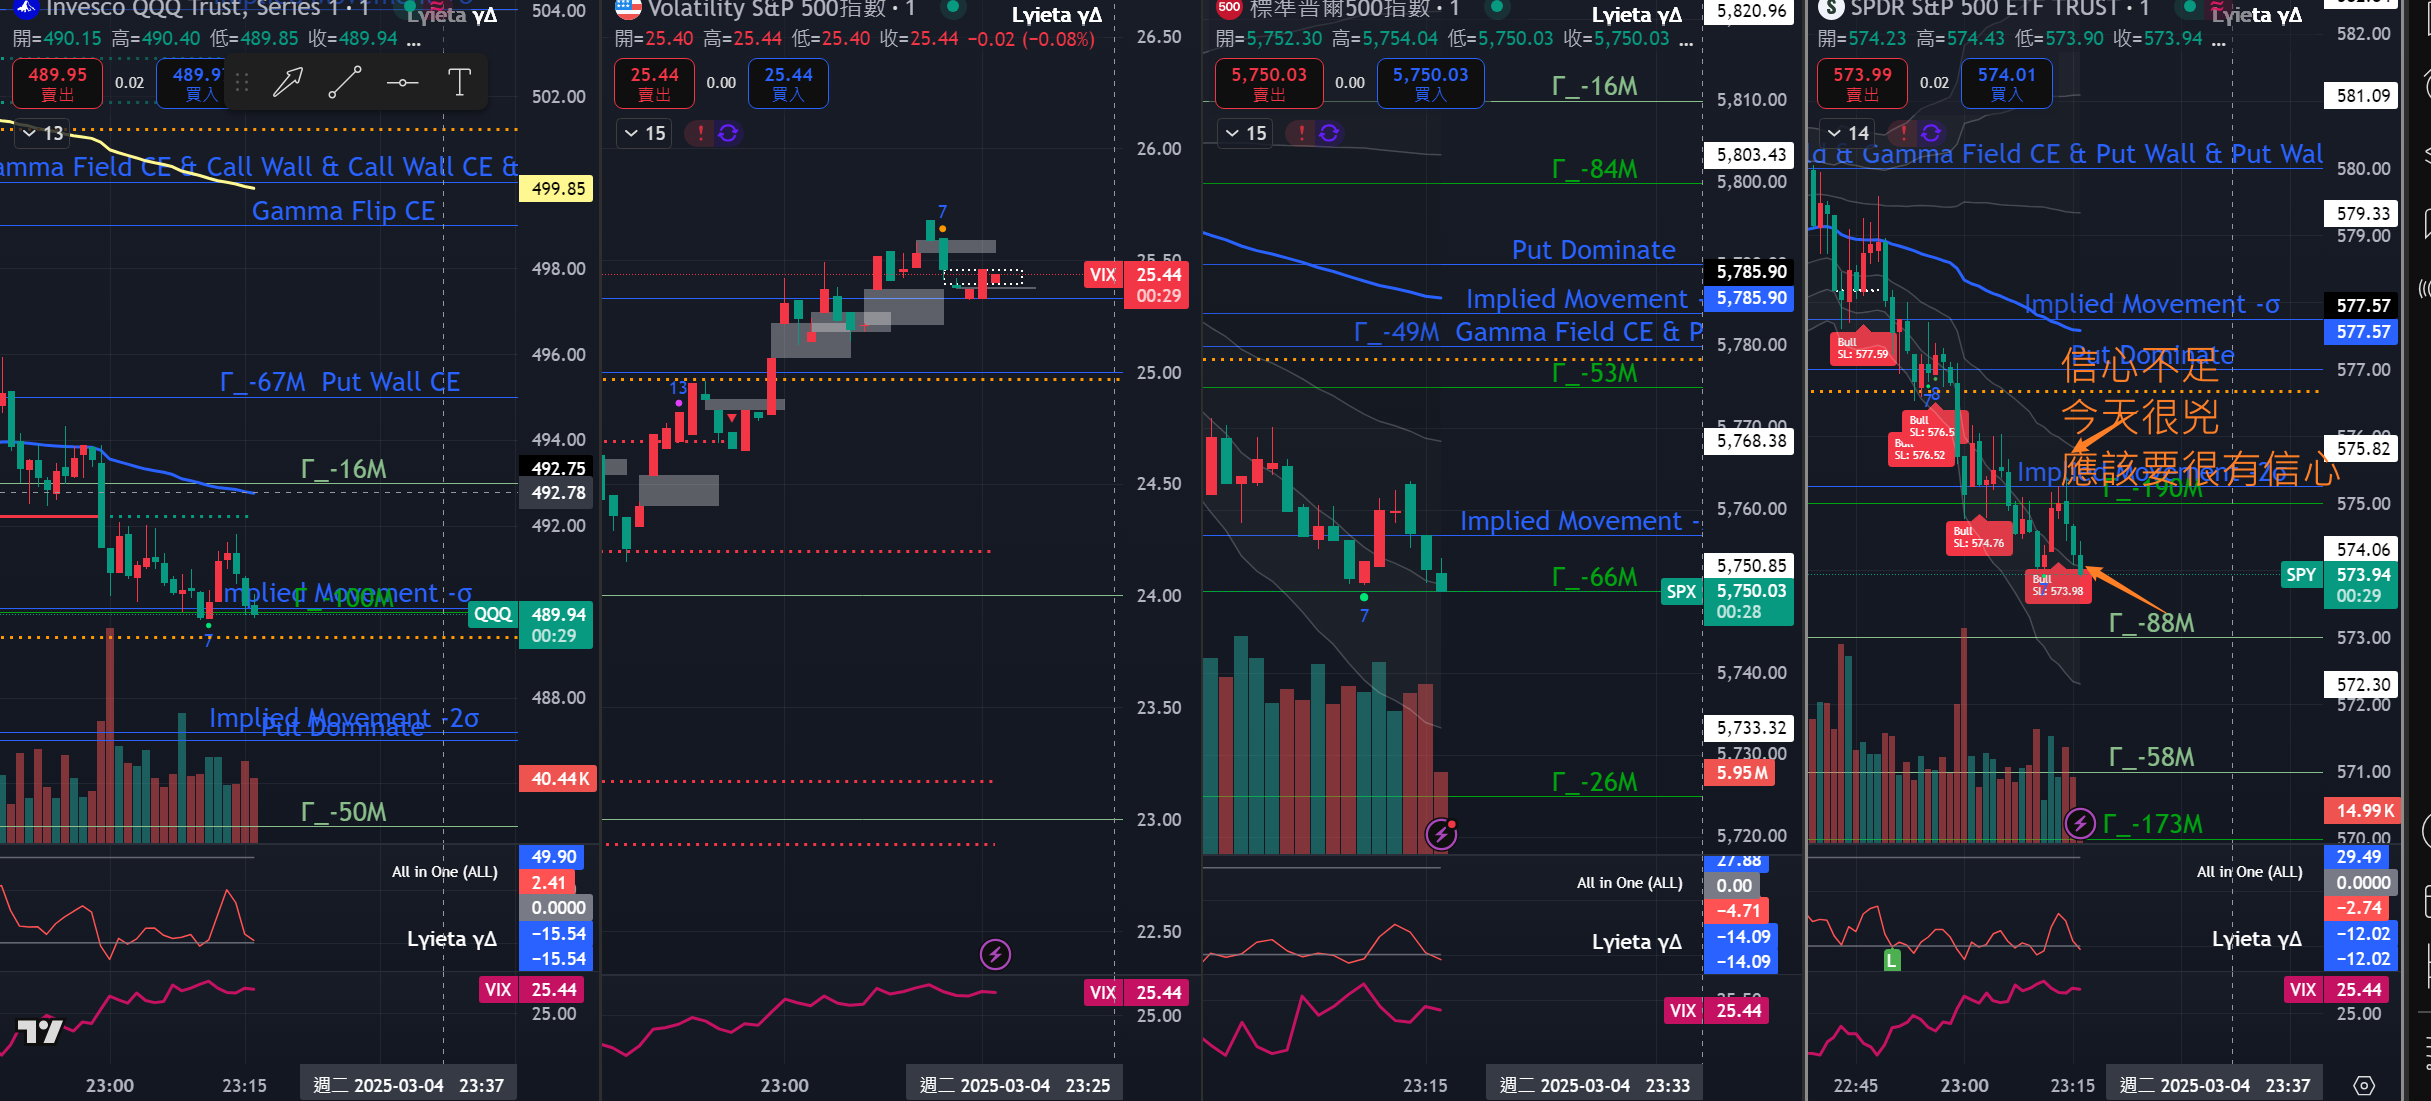 Invesco QQQ Trust, Series 1 · 1
Lyieta γΔ
開=490.15 高=490.40 低=489.85 收=489.94 ...
489.95
賣出
0.02
489.9
買入
T
13
Gamma Field CE & Call Wall & Call Wall CE &
Gamma Flip CE
Γ_-67M Put Wall CE
Γ_-16M
Implied Movement -σ
Γ_-100M
7
Implied Movement -2σ
Put Dominate
Γ_-50M
504.00
502.00
499.85
498.00
496.00
494.00
492.75
492.78
492.00
QQQ 489.94
00:29
488.00
40.44K
All in One (ALL)
Lyieta γΔ
49.90
2.41
0.0000
−15.54
−15.54
VIX 25.44
25.00
23:00
23:15
週二 2025-03-04 23:37
Volatility S&P 500指數 · 1
Lyieta γΔ
開=25.40 高=25.44 低=25.40 收=25.44 −0.02 (−0.08%)
25.44
賣出
0.00
25.44
買入
15
!
7
13
26.50
26.00
25.50
VIX 25.44
00:29
25.00
24.50
24.00
23.50
23.00
22.50
VIX 25.44
25.00
23:00
週二 2025-03-04 23:25
500 標準普爾500指數 · 1
Lyieta γΔ
開=5,752.30 高=5,754.04 低=5,750.03 收=5,750.03 ...
5,750.03
賣出
0.00
5,750.03
買入
15
!
Γ_-16M
Γ_-84M
Put Dominate
Implied Movement -
Γ_-49M Gamma Field CE & P
Γ_-53M
Implied Movement -
Γ_-66M
7
Γ_-26M
5,820.96
5,810.00
5,803.43
5,800.00
5,785.90
5,785.90
5,780.00
5,770.00
5,768.38
5,760.00
5,750.85
SPX 5,750.03
00:28
5,740.00
5,733.32
5,730.00
5.95M
5,720.00
All in One (ALL)
Lyieta γΔ
27.88
0.00
−4.71
−14.09
−14.09
VIX 25.44
23:15
週二 2025-03-04 23:33
SPDR S&P 500 ETF TRUST · 1
Lyieta γΔ
開=574.23 高=574.43 低=573.90 收=573.94 ...
573.99
賣出
0.02
574.01
買入
14
!
& Gamma Field CE & Put Wall & Put Wal
Implied Movement -σ
Put Dominate
信心不足
今天很兇
應該要很有信心
Implied Movement -2σ
Γ_-190M
Bull
SL: 577.59
78
Bull
SL: 576.5
Bull
SL: 576.52
Bull
SL: 574.76
Bull
SL: 573.98
Γ_-88M
Γ_-58M
Γ_-173M
582.00
581.09
580.00
579.33
579.00
577.57
577.57
577.00
575.82
575.00
574.06
SPY 573.94
00:29
573.00
572.30
572.00
571.00
14.99K
570.00
All in One (ALL)
L
Lyieta γΔ
29.49
0.0000
−2.74
−12.02
−12.02
VIX 25.44
25.00
22:45
23:00
23:15
週二 2025-03-04 23:37